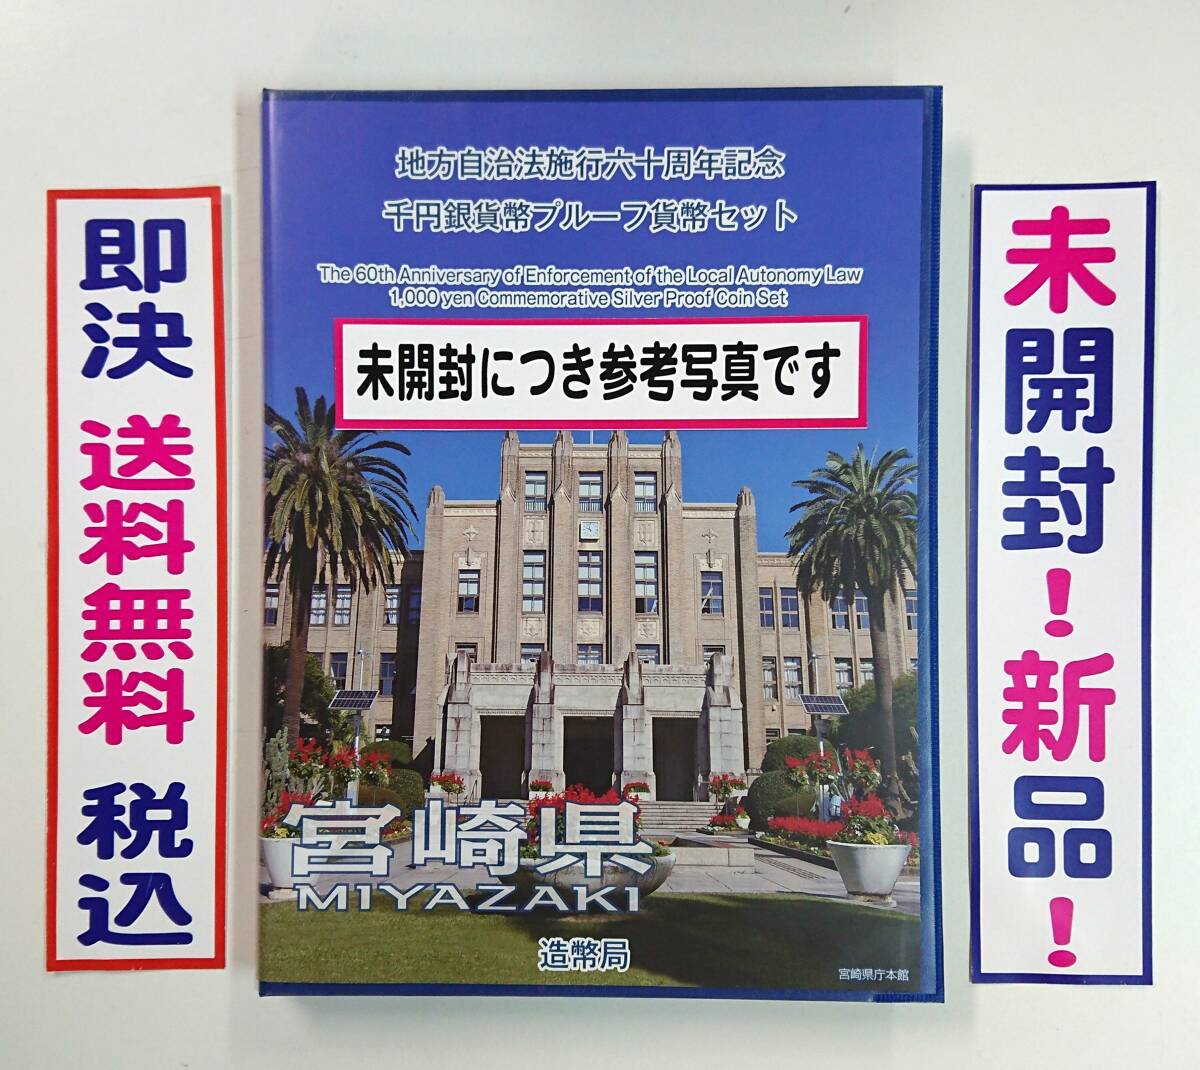 即決 送料無料 税込
地方自治法施行六十周年記念
千円銀貨幣プルーフ貨幣セット
The 60th Anniversary of Enforcement of the Local Autonomy Law
1,000 yen Commemorative Silver Proof Coin Set
未開封につき参考写真です
宮崎県
MIYAZAKI
造幣局
宮崎県庁本館
未開封!新品!